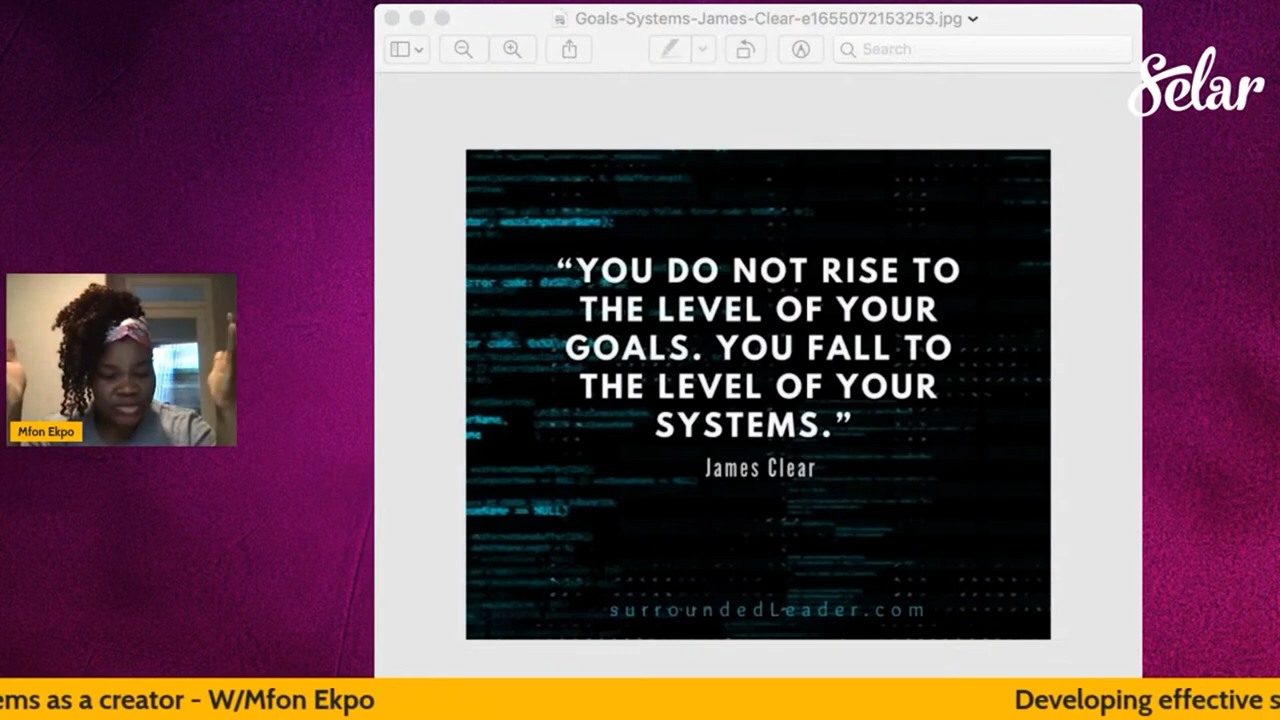 Goals-Systems-James-Clear-e1655072153253.jpg
Search
Selar
“YOU DO NOT RISE TO
THE LEVEL OF YOUR
GOALS. YOU FALL TO
THE LEVEL OF YOUR
SYSTEMS.”
James Clear
surroundedLeader.com
Mfon Ekpo
ems as a creator - W/Mfon Ekpo
Developing effective s